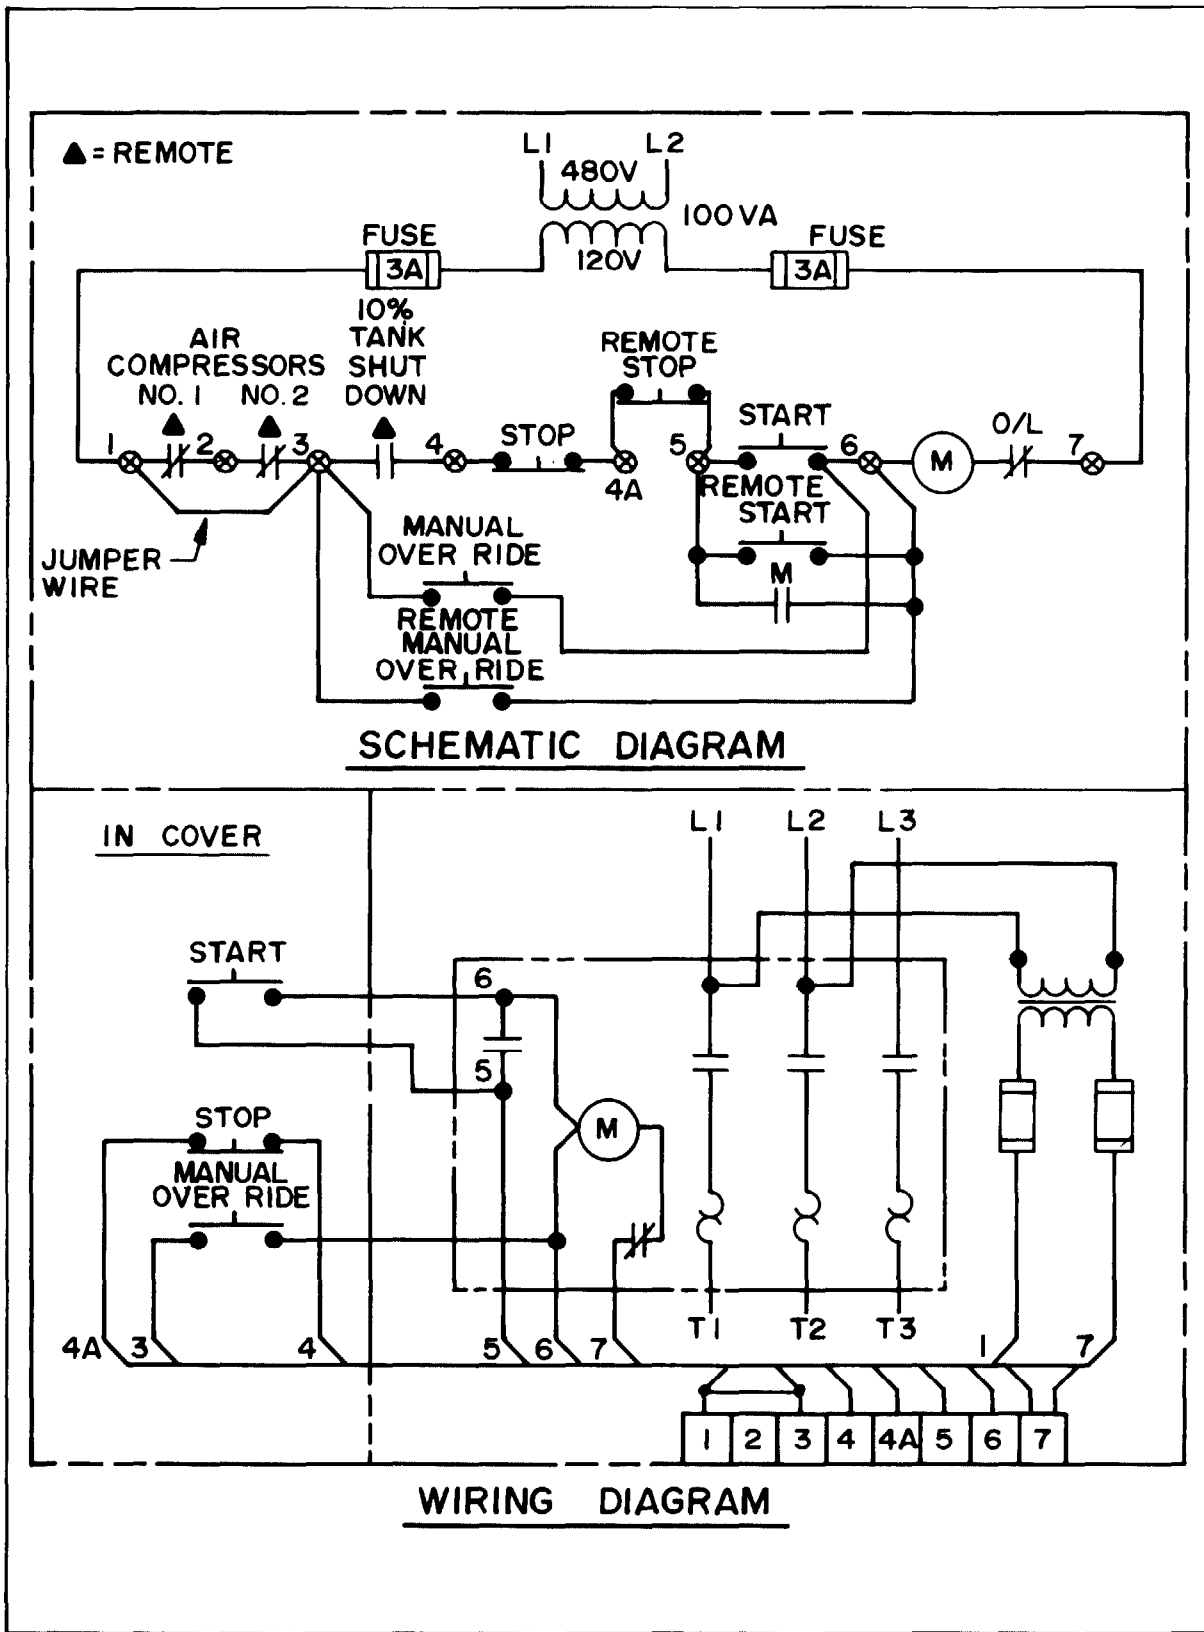 ▲ = REMOTE
L1 L2
480V
100VA
120V
FUSE
3A
FUSE
3A
AIR
COMPRESSORS
NO. 1 NO. 2
10%
TANK
SHUT
DOWN
REMOTE
STOP
START
O/L
1 2 3 4 STOP 4A 5 6 M 7
REMOTE
START
M
JUMPER
WIRE
MANUAL
OVER RIDE
REMOTE
MANUAL
OVER RIDE
SCHEMATIC DIAGRAM
IN COVER
L1 L2 L3
START
6
5
STOP
M
MANUAL
OVER RIDE
T1 T2 T3
4A 3 4 5 6 7 1 7
1 2 3 4 4A 5 6 7
WIRING DIAGRAM